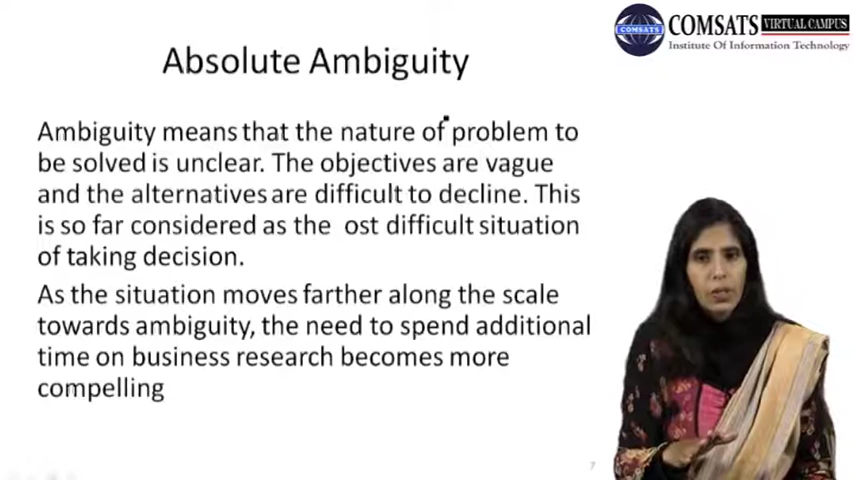 COMSATS
COMSATS VIRTUAL CAMPUS
Institute Of Information Technology
Absolute Ambiguity
Ambiguity means that the nature of problem to
be solved is unclear. The objectives are vague
and the alternatives are difficult to decline. This
is so far considered as the ost difficult situation
of taking decision.
As the situation moves farther along the scale
towards ambiguity, the need to spend additional
time on business research becomes more
compelling
7